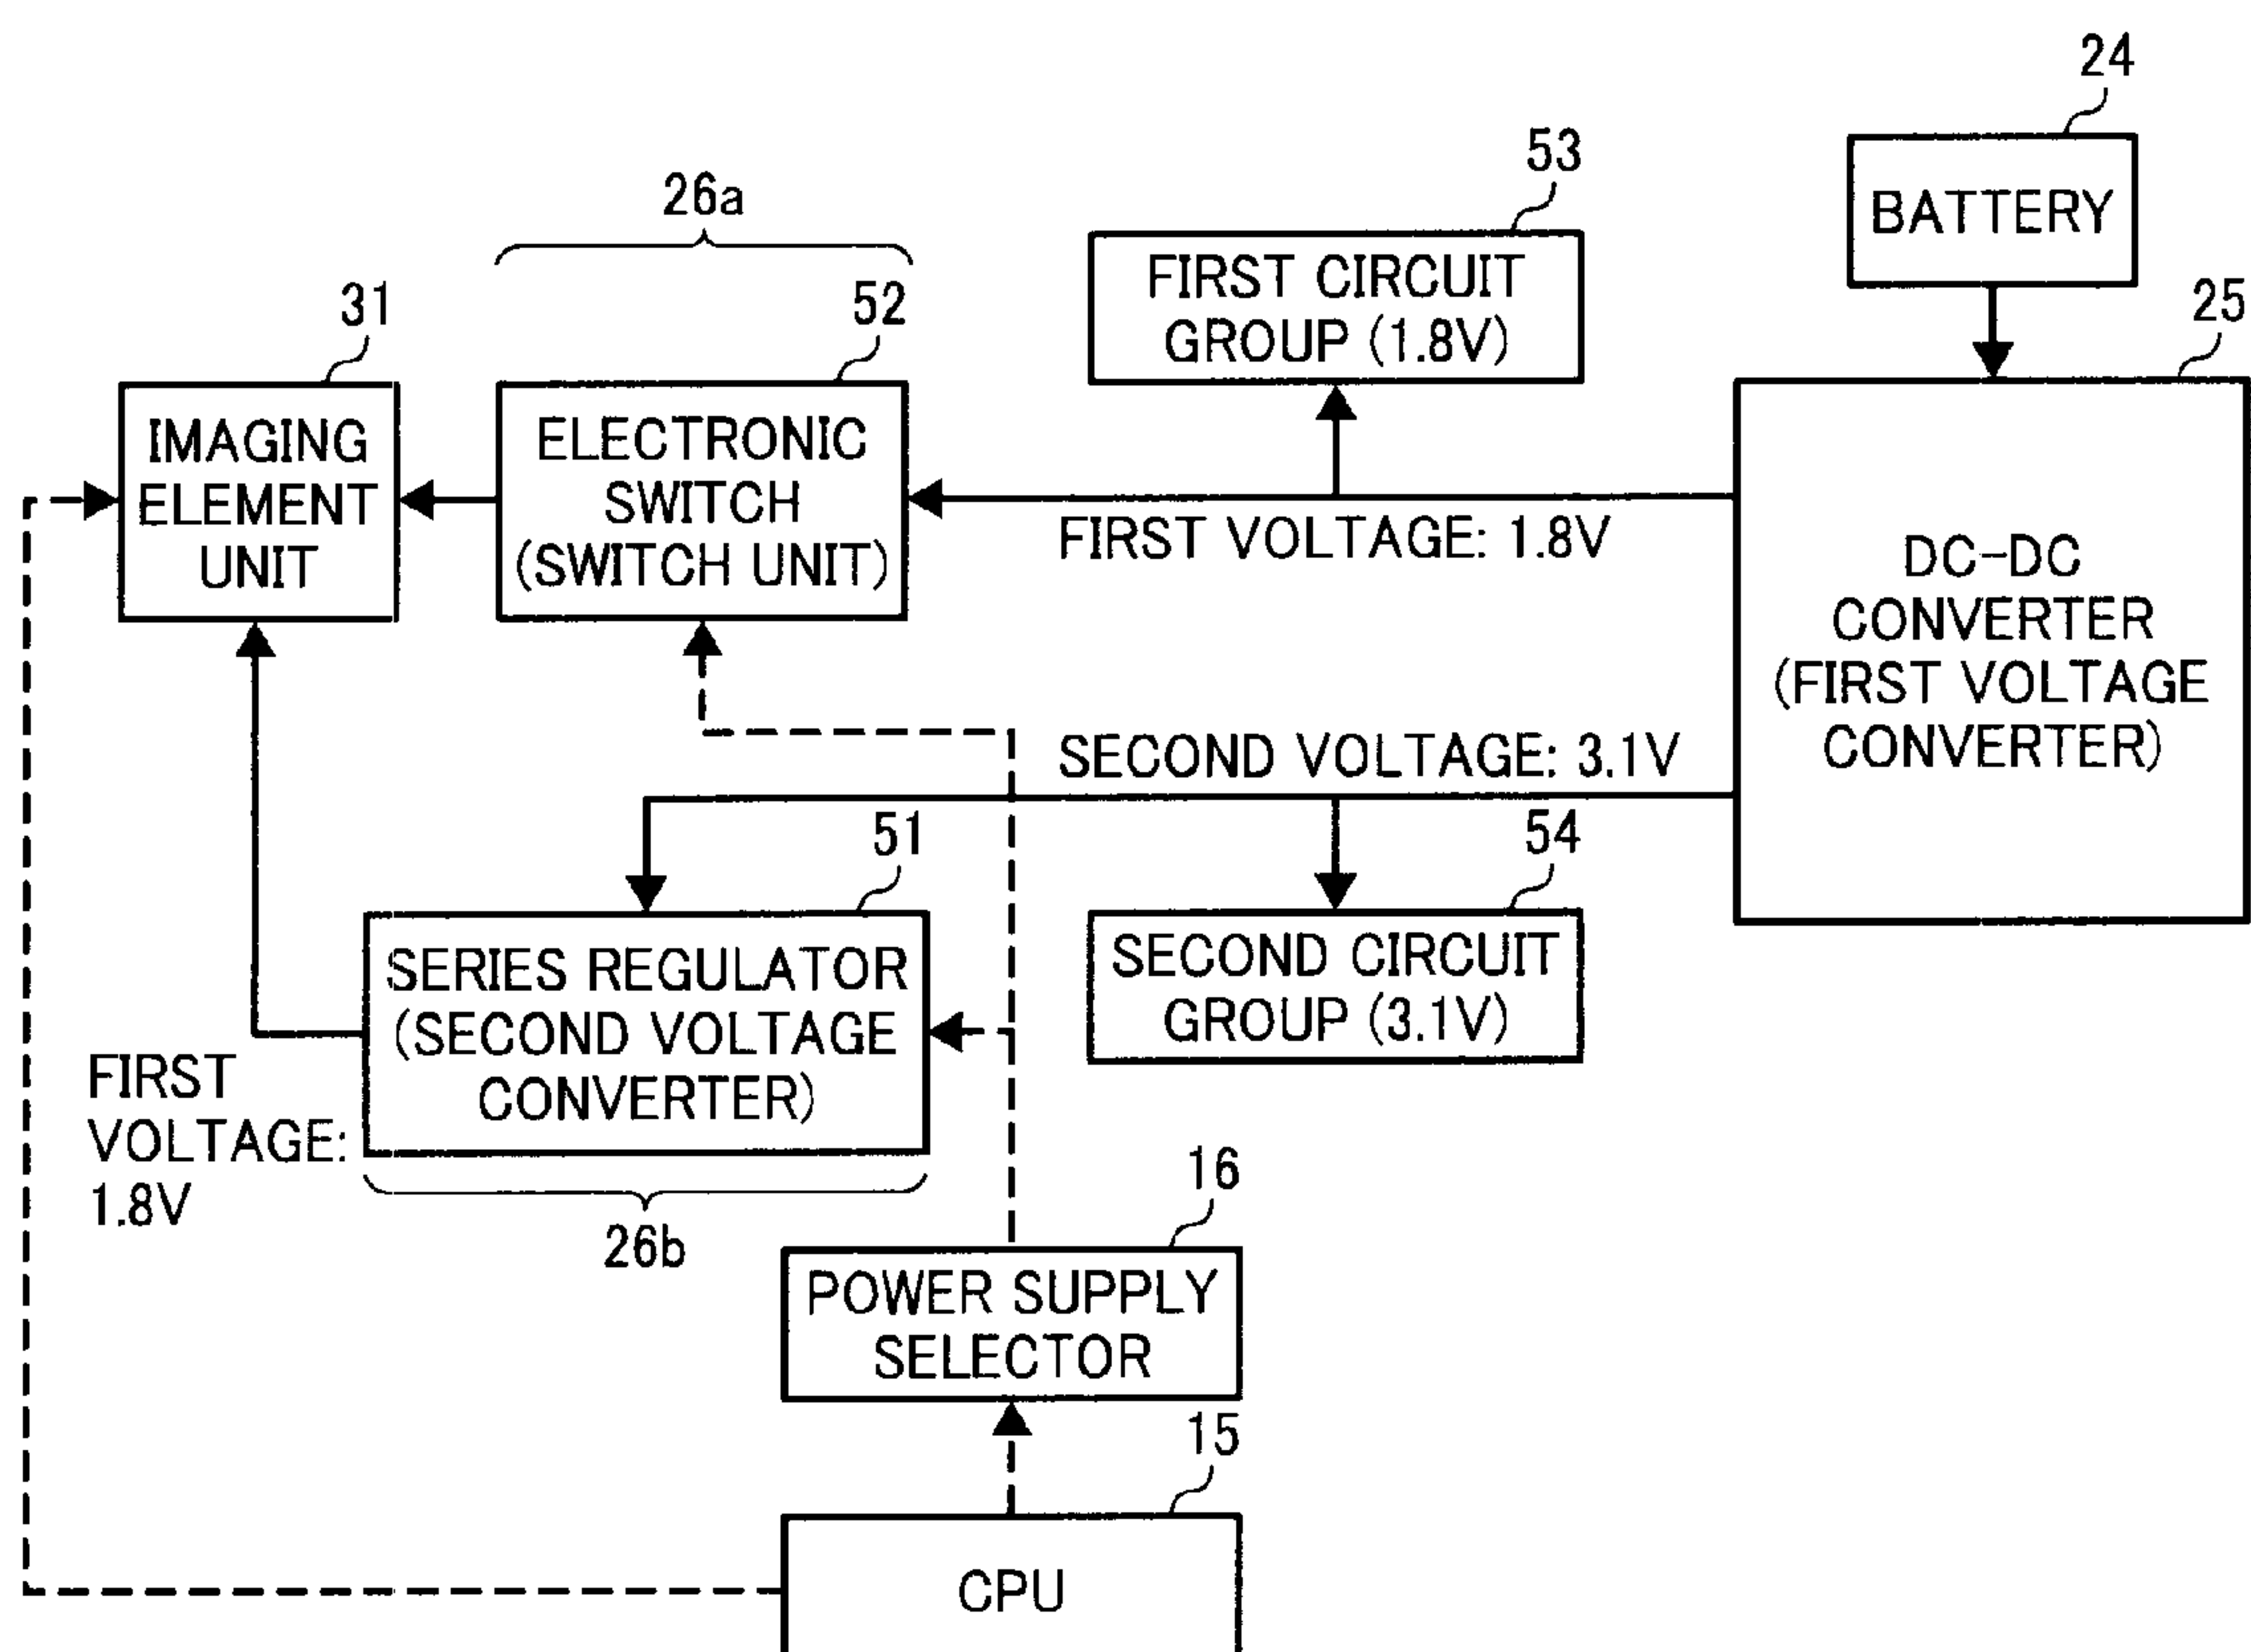 24
BATTERY
53
26a
FIRST CIRCUIT
GROUP (1.8V)
25
31
52
IMAGING
ELEMENT
UNIT
ELECTRONIC
SWITCH
(SWITCH UNIT)
FIRST VOLTAGE: 1.8V
DC-DC
CONVERTER
(FIRST VOLTAGE
CONVERTER)
SECOND VOLTAGE: 3.1V
51
54
SERIES REGULATOR
(SECOND VOLTAGE
CONVERTER)
SECOND CIRCUIT
GROUP (3.1V)
FIRST
VOLTAGE:
1.8V
26b
16
POWER SUPPLY
SELECTOR
15
CPU